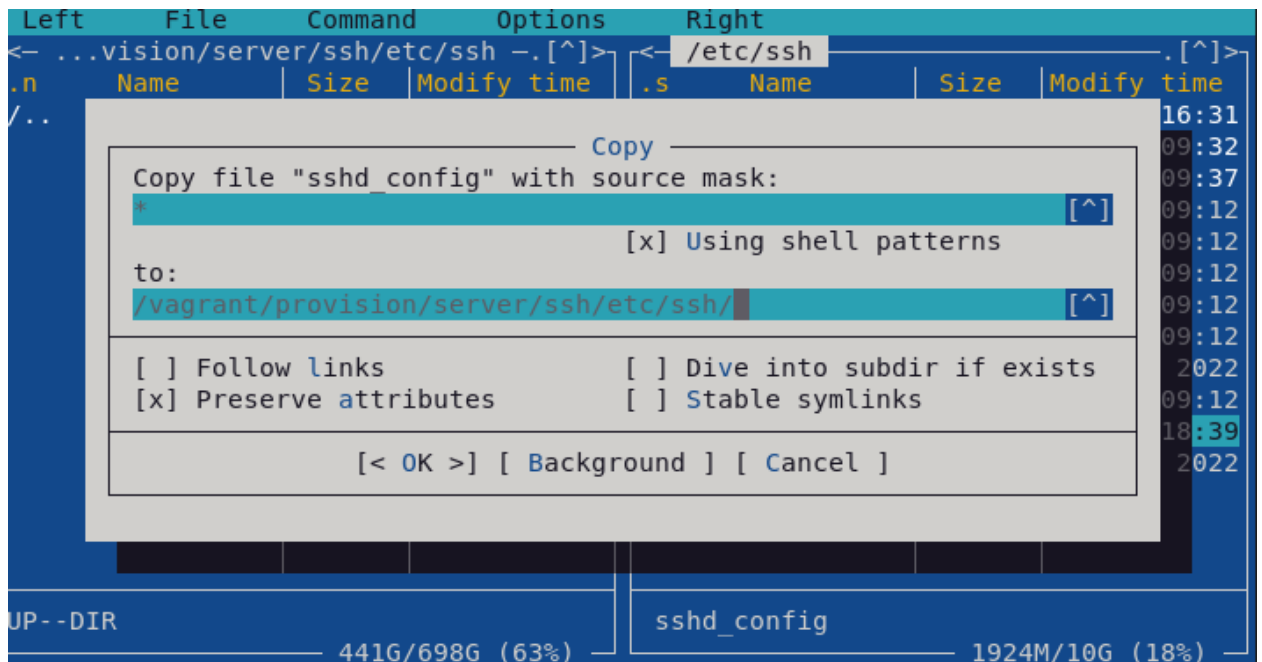 Left File Command Options Right
<— ...vision/server/ssh/etc/ssh —.[^]>
<— /etc/ssh —.[^]>
.n Name Size Modify time .s Name Size Modify time
/.. 16:31
Copy 09:32
Copy file "sshd_config" with source mask: 09:37
* [^] 09:12
[x] Using shell patterns 09:12
to: 09:12
/vagrant/provision/server/ssh/etc/ssh/ [^] 09:12
09:12
[ ] Follow links [ ] Dive into subdir if exists 2022
[x] Preserve attributes [ ] Stable symlinks 09:12
18:39
[< OK >] [ Background ] [ Cancel ] 2022
UP--DIR sshd_config
441G/698G (63%) 1924M/10G (18%)